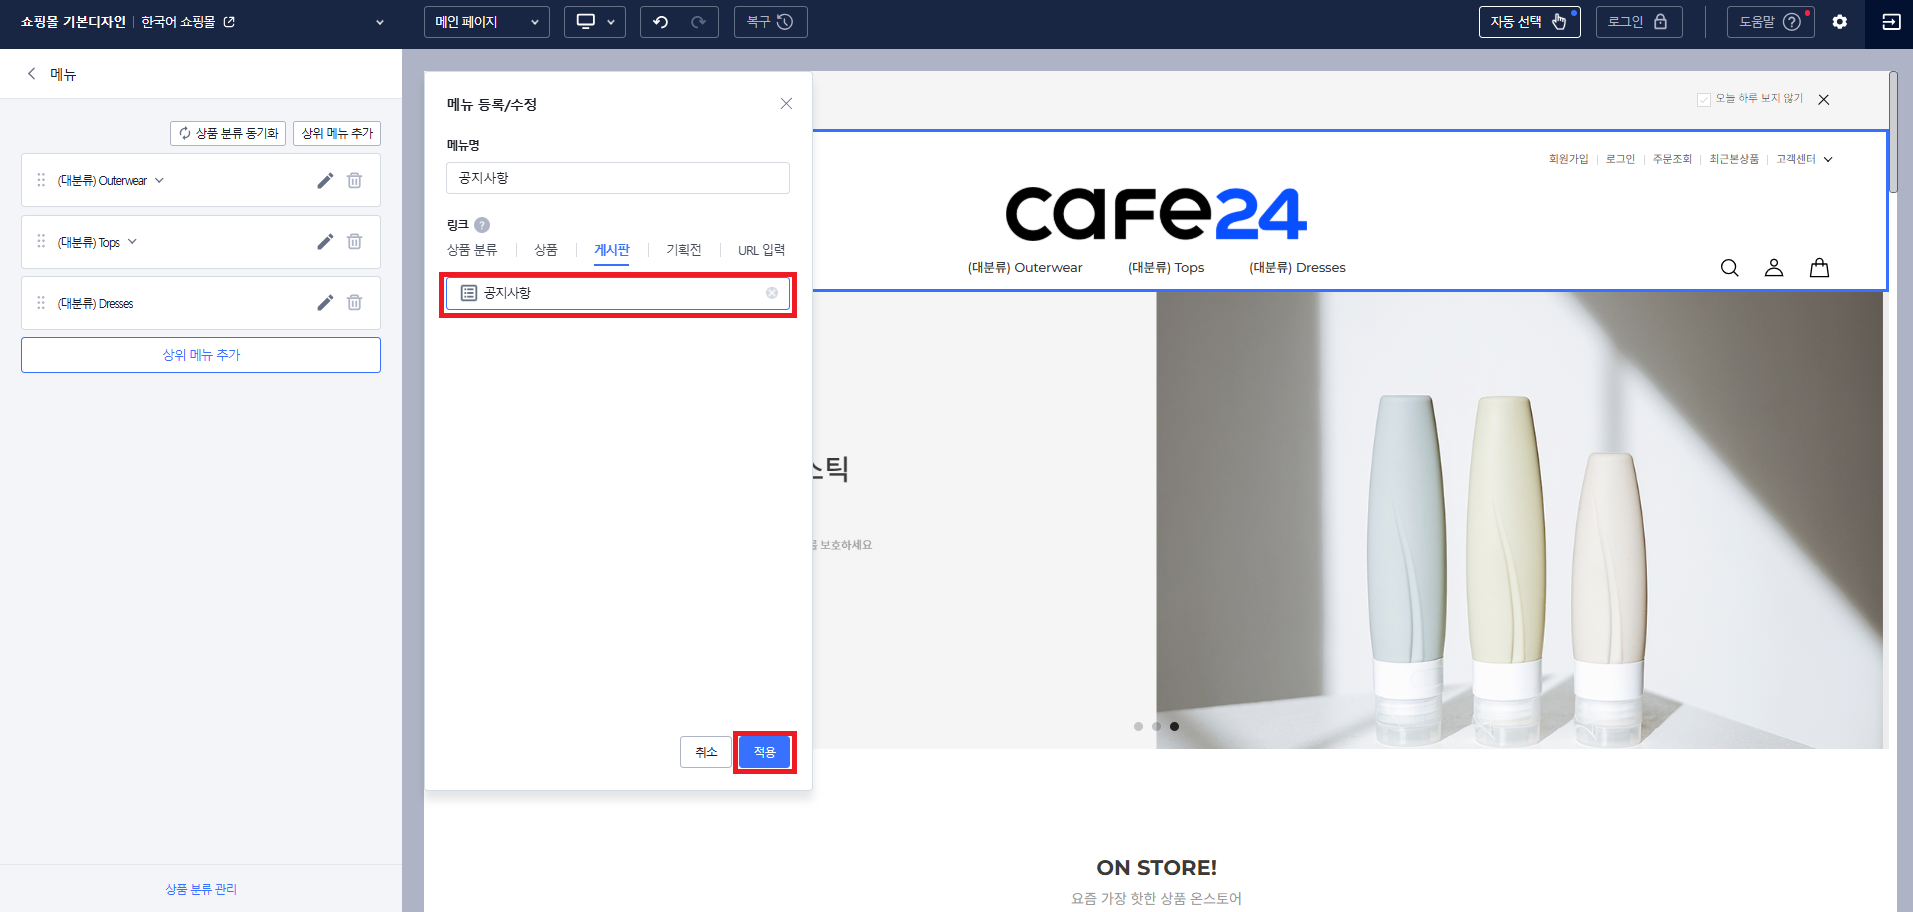 쇼핑몰 기본디자인 | 한국어 쇼핑몰
메인 페이지
복구
자동 선택
로그인
도움말
메뉴
상품 분류 동기화
상위 메뉴 추가
(대분류) Outerwear
(대분류) Tops
(대분류) Dresses
상위 메뉴 추가
상품 분류 관리
메뉴 등록/수정
메뉴명
공지사항
링크 ?
상품 분류 | 상품 | 게시판 | 기획전 | URL 입력
공지사항
취소
적용
오늘 하루 보지 않기
회원가입 | 로그인 | 주문조회 | 최근본상품 | 고객센터
cafe24
(대분류) Outerwear (대분류) Tops (대분류) Dresses
스틱
보호하세요
ON STORE!
요즘 가장 핫한 상품 온스토어